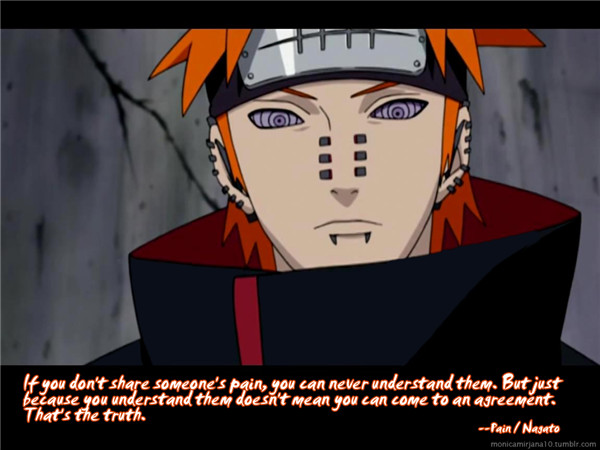 If you don't share someone's pain, you can never understand them. But just
because you understand them doesn't mean you can come to an agreement.
That's the truth.
--Pain / Nagato
monicamirjana10.tumblr.com